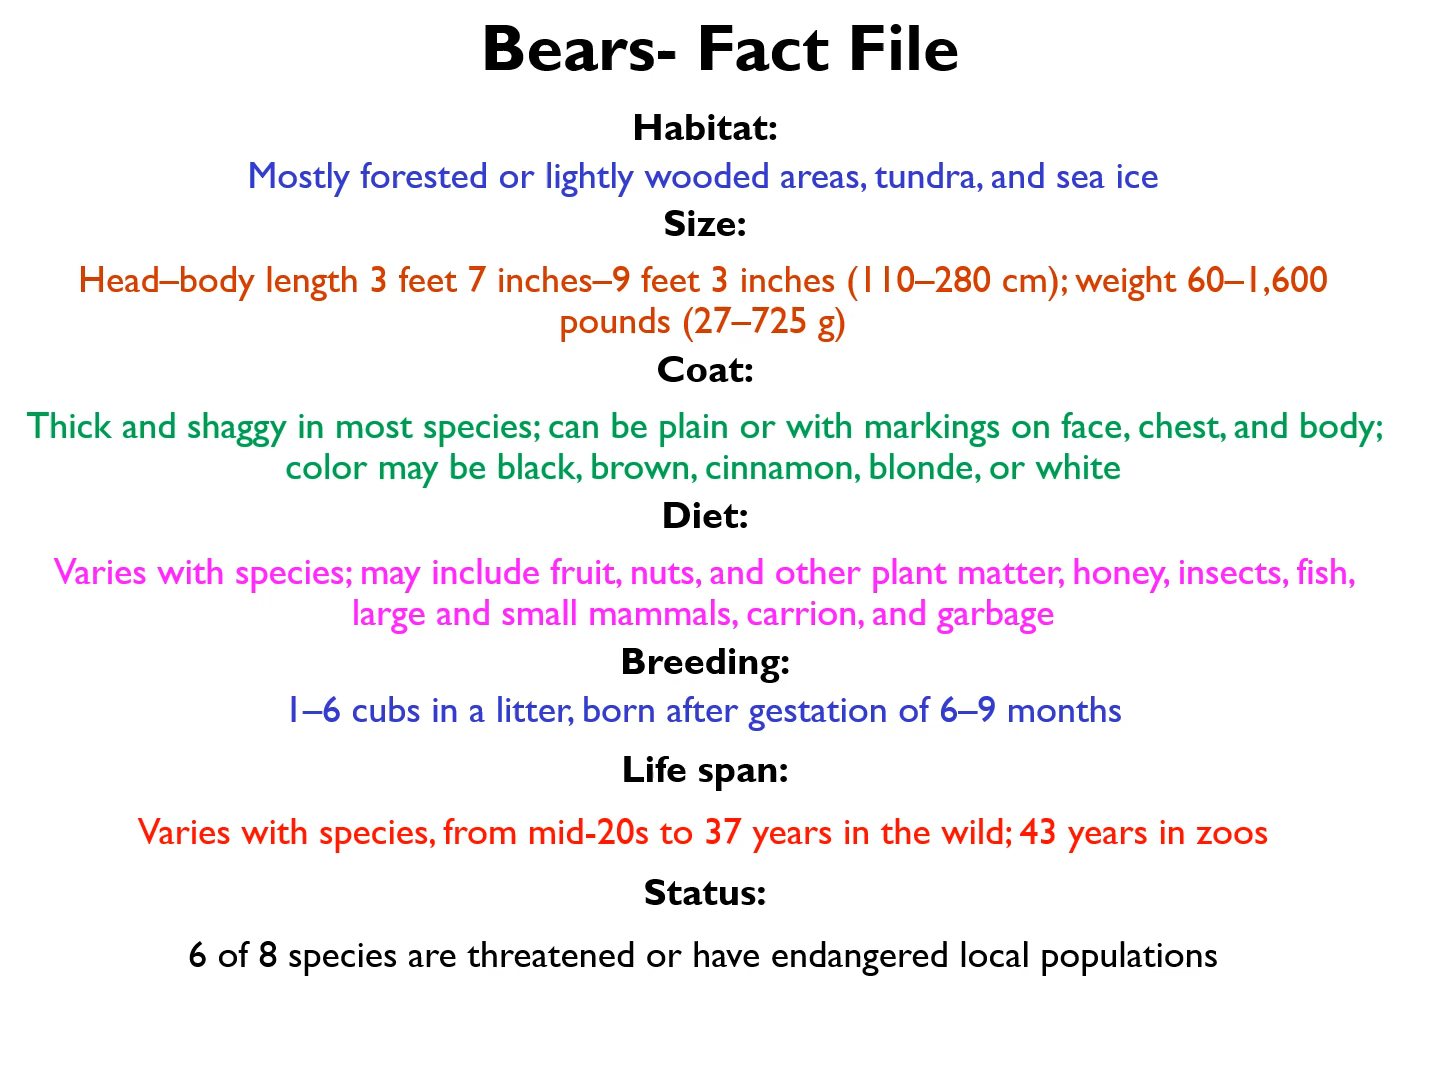 Bears- Fact File
Habitat:
Mostly forested or lightly wooded areas, tundra, and sea ice
Size:
Head–body length 3 feet 7 inches–9 feet 3 inches (110–280 cm); weight 60–1,600
pounds (27–725 g)
Coat:
Thick and shaggy in most species; can be plain or with markings on face, chest, and body;
color may be black, brown, cinnamon, blonde, or white
Diet:
Varies with species; may include fruit, nuts, and other plant matter, honey, insects, fish,
large and small mammals, carrion, and garbage
Breeding:
1–6 cubs in a litter, born after gestation of 6–9 months
Life span:
Varies with species, from mid-20s to 37 years in the wild; 43 years in zoos
Status:
6 of 8 species are threatened or have endangered local populations